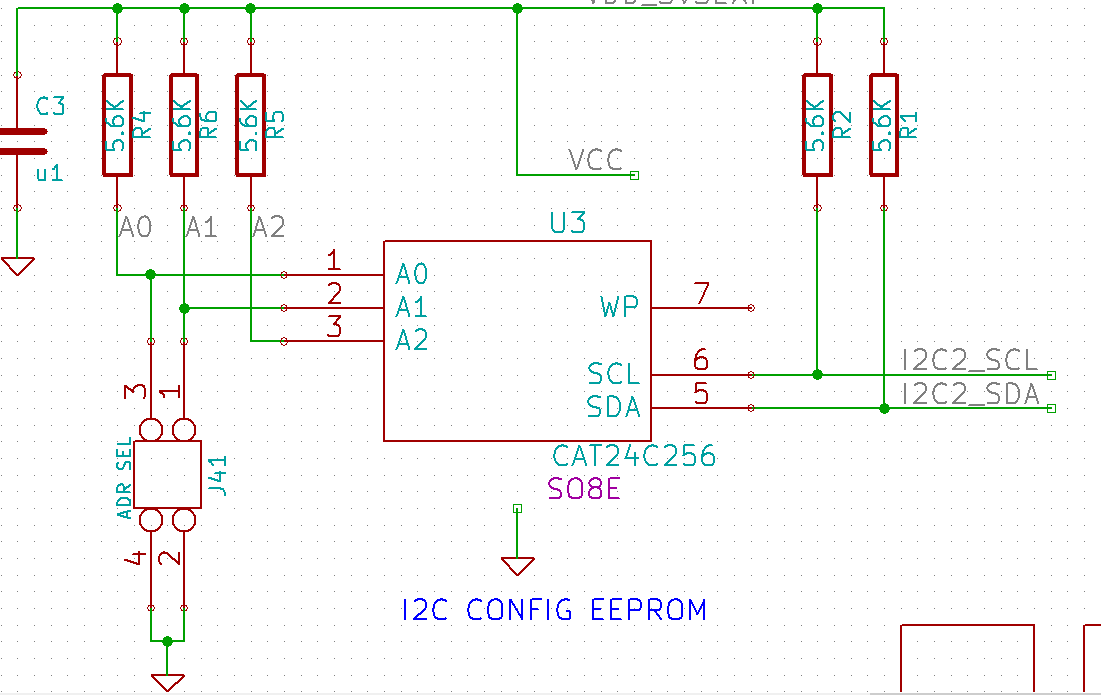 C3
u1
5.6K
R4
5.6K
R6
5.6K
R5
5.6K
R2
5.6K
R1
VCC
A0
A1
A2
U3
1
A0
2
A1
3
A2
WP
7
SCL
6
I2C2_SCL
SDA
5
I2C2_SDA
CAT24C256
SO8E
3
1
ADR SEL
J41
4
2
I2C CONFIG EEPROM